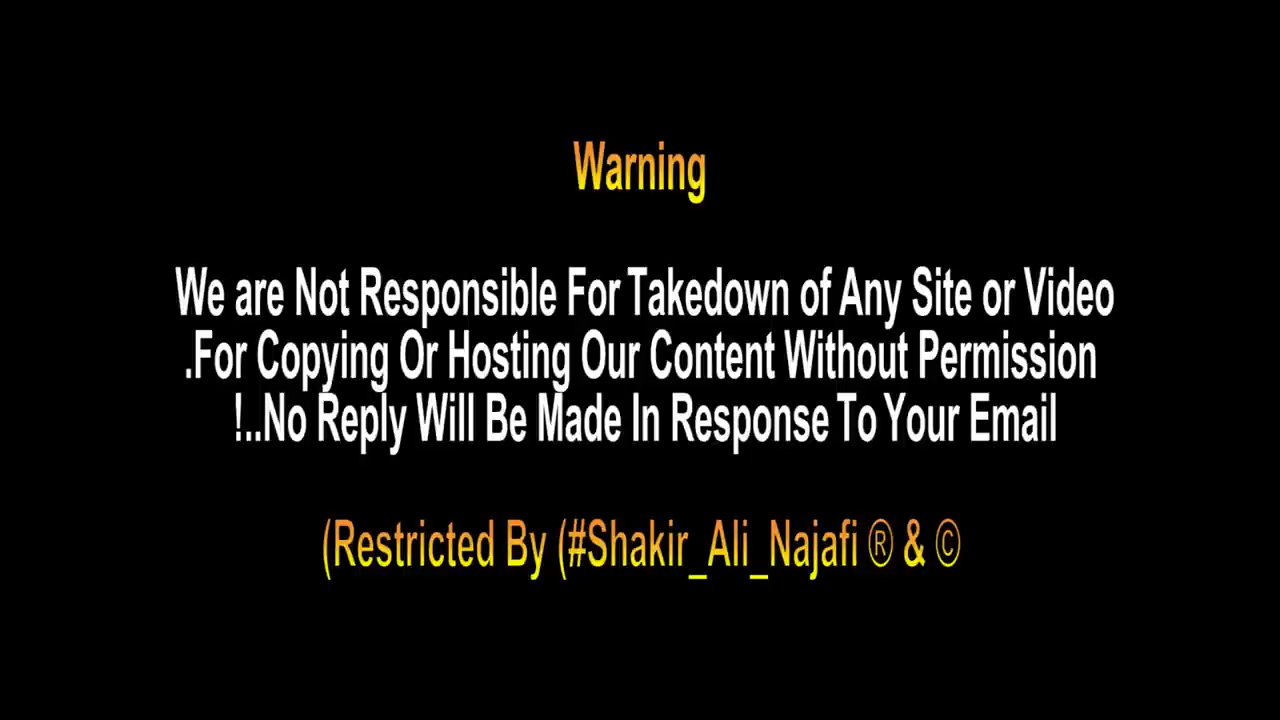 Warning
We are Not Responsible For Takedown of Any Site or Video
.For Copying Or Hosting Our Content Without Permission
!..No Reply Will Be Made In Response To Your Email
(Restricted By (#Shakir_Ali_Najafi ® & ©